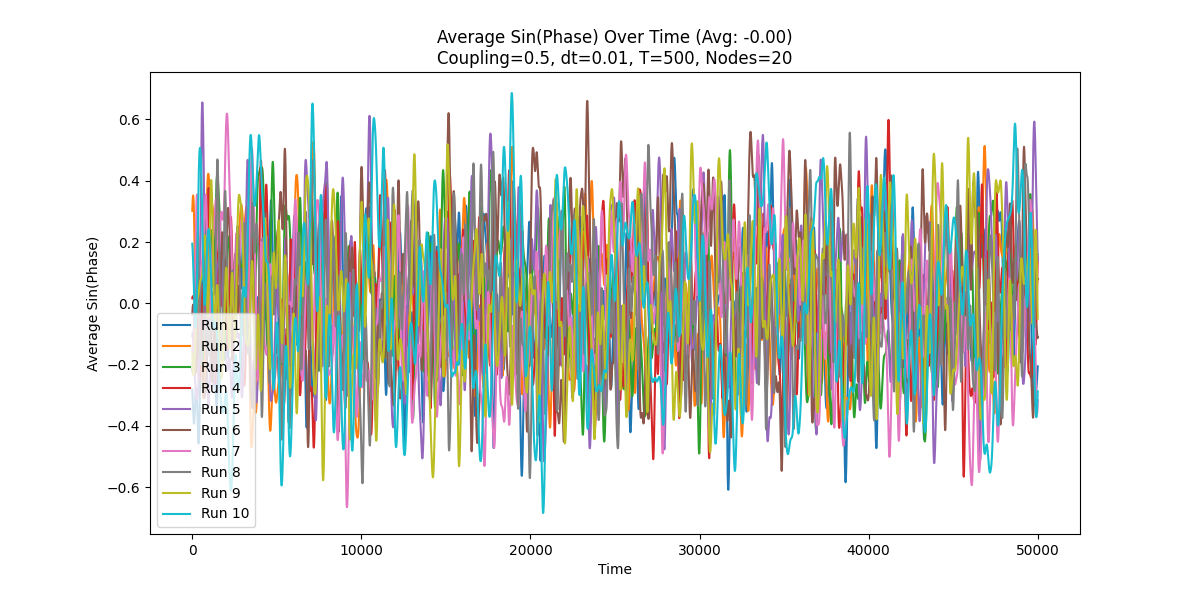 Average Sin(Phase) Over Time (Avg: -0.00)
Coupling=0.5, dt=0.01, T=500, Nodes=20
Average Sin(Phase)
0.6
0.4
0.2
0.0
−0.2
−0.4
−0.6
Run 1
Run 2
Run 3
Run 4
Run 5
Run 6
Run 7
Run 8
Run 9
Run 10
0 10000 20000 30000 40000 50000
Time